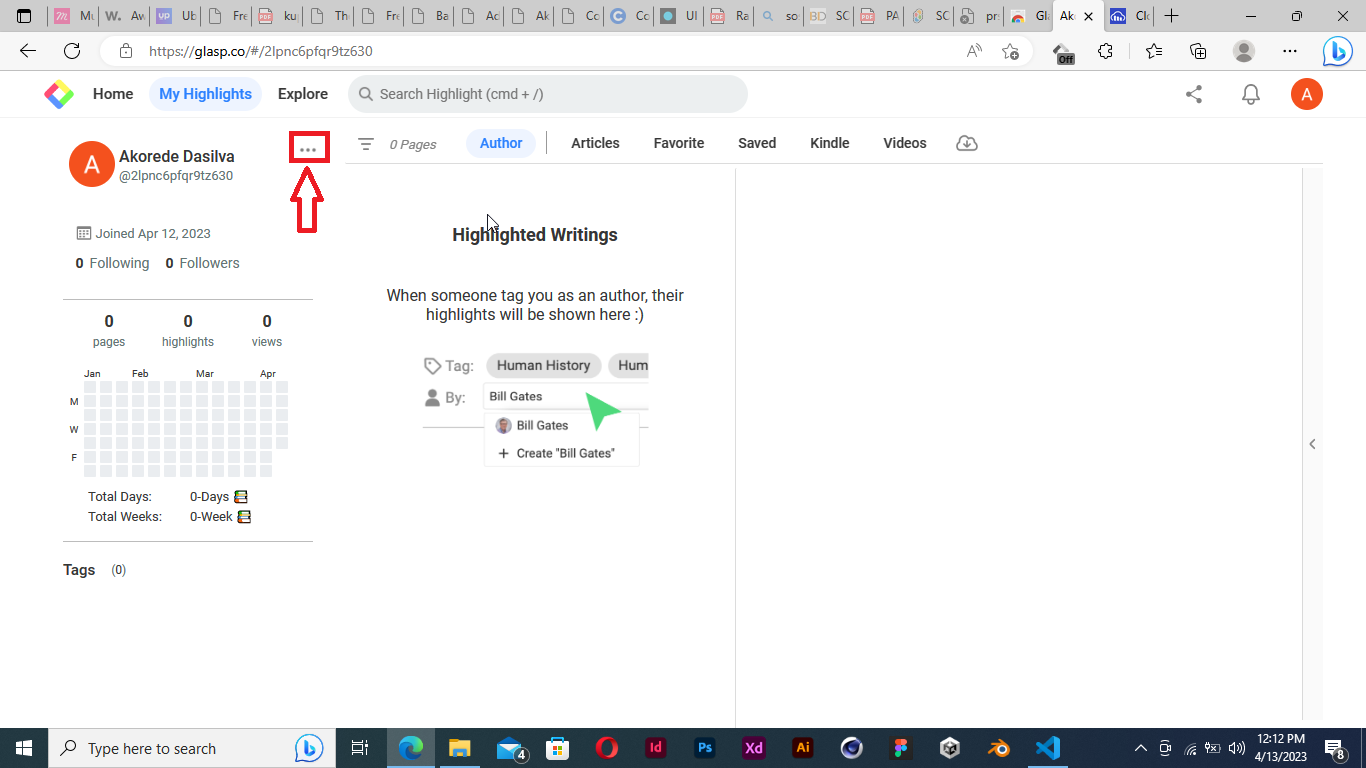 Mu
Aw
Ub
Fre
ku
Th
Fre
Ba
Ad
Ak
Co
Co
UI
Ra
so
SC
PA
SC
pr
Gl
Ak
Clo
https://glasp.co/#/2lpnc6pfqr9tz630
Off
Home My Highlights Explore Search Highlight (cmd + /) A
A Akorede Dasilva
@2lpnc6pfqr9tz630
...
Joined Apr 12, 2023
0 Following 0 Followers
0 0 0
pages highlights views
Jan Feb Mar Apr
M
W
F
Total Days: 0-Days
Total Weeks: 0-Week
Tags (0)
0 Pages Author Articles Favorite Saved Kindle Videos
Highlighted Writings
When someone tag you as an author, their
highlights will be shown here :)
Tag: Human History Hum
By: Bill Gates
Bill Gates
+ Create "Bill Gates"
Type here to search
4
Id Ps Xd Ai
12:12 PM
4/13/2023
8